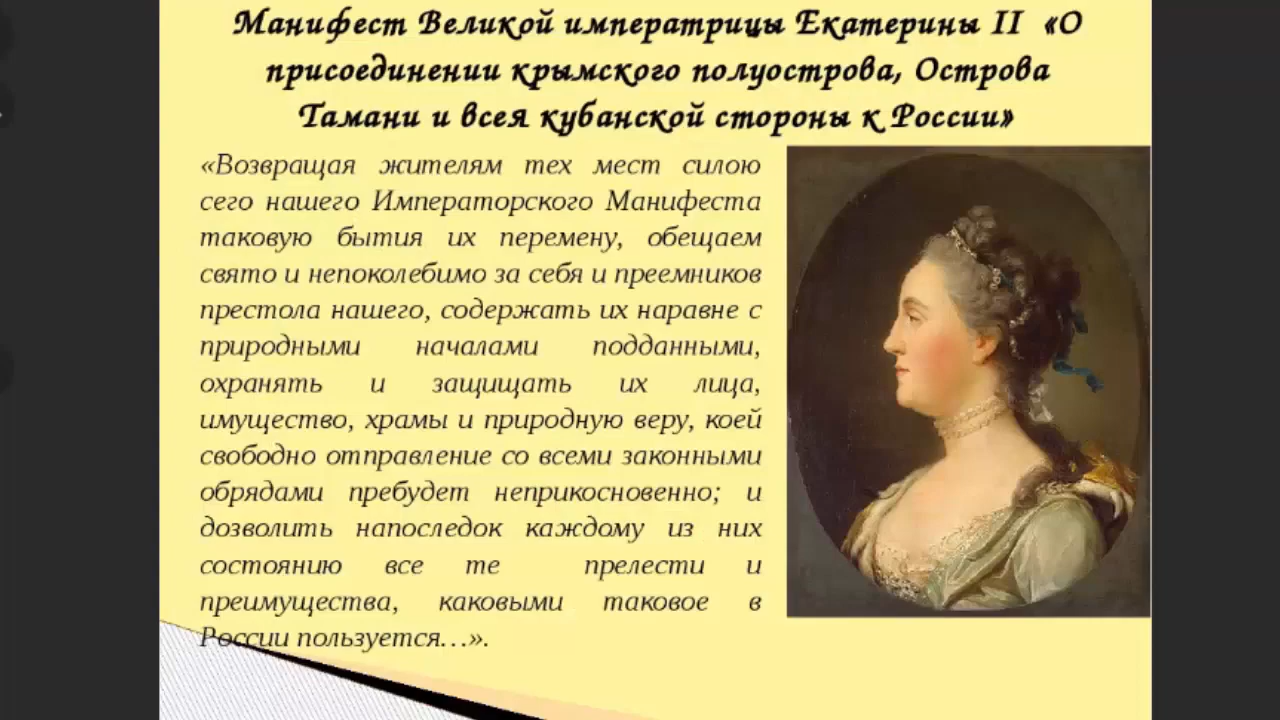 Манифест Великой императрицы Екатерины II «О
присоединении крымского полуострова, Острова
Тамани и всея кубанской стороны к России»
«Возвращая жителям тех мест силою
сего нашего Императорского Манифеста
таковую бытия их перемену, обещаем
свято и непоколебимо за себя и преемников
престола нашего, содержать их наравне с
природными началами подданными,
охранять и защищать их лица,
имущество, храмы и природную веру, коей
свободно отправление со всеми законными
обрядами пребудет неприкосновенно; и
дозволить напоследок каждому из них
состоянию все те прелести и
преимущества, каковыми таковое в
России пользуется…».